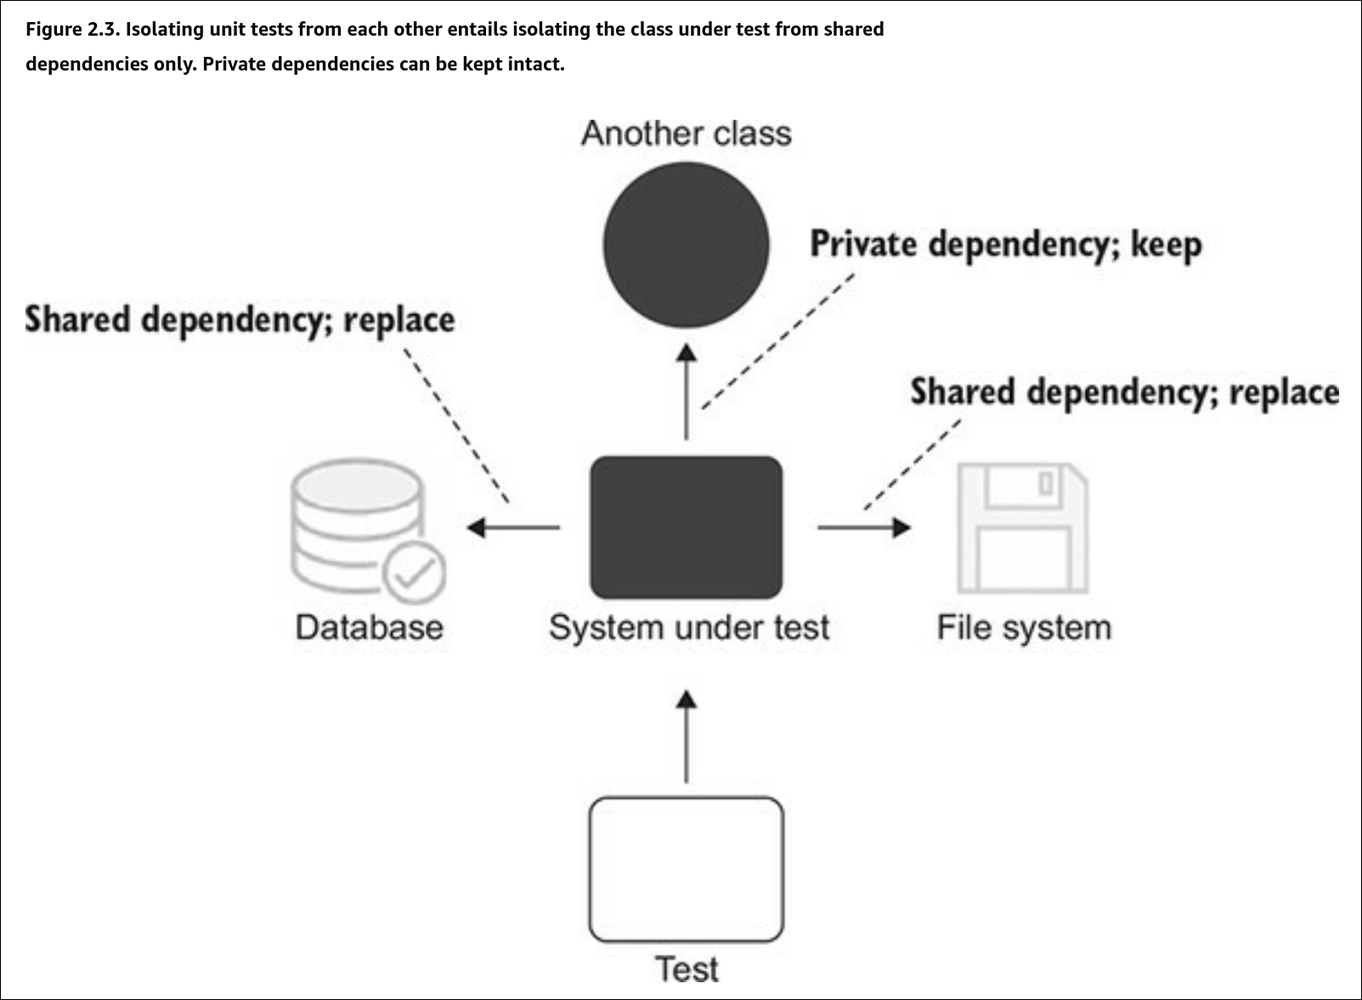 Figure 2.3. Isolating unit tests from each other entails isolating the class under test from shared
dependencies only. Private dependencies can be kept intact.
Another class
Private dependency; keep
Shared dependency; replace
Shared dependency; replace
Database
System under test
File system
Test